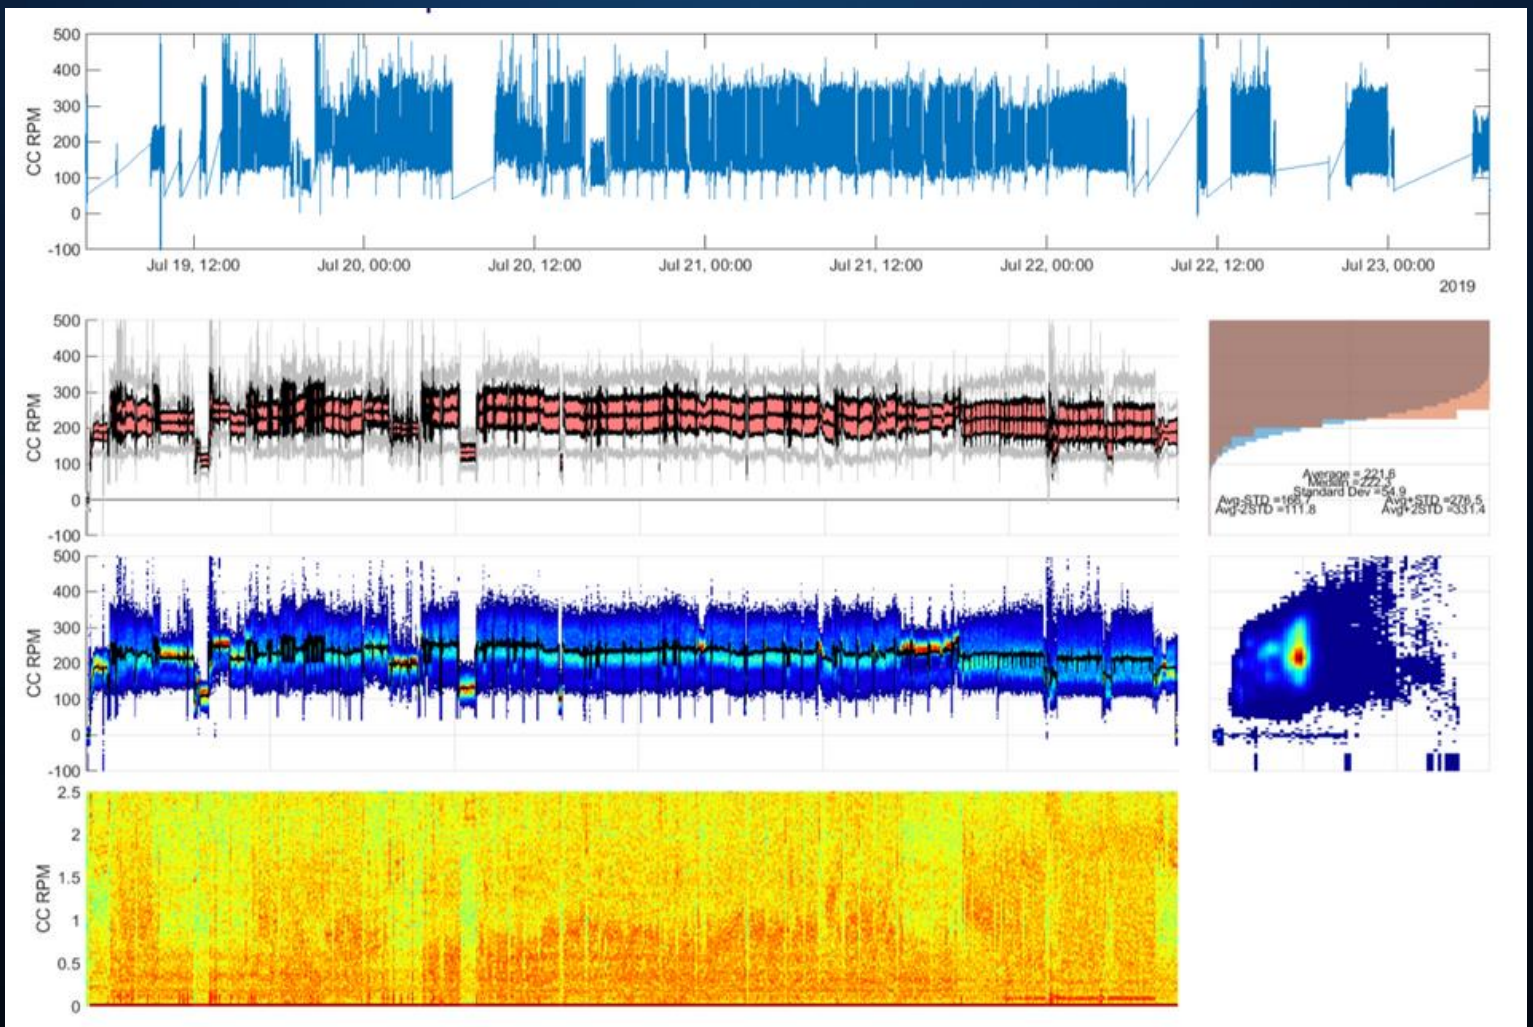 500
400
300
200
100
0
-100
CC RPM
Jul 19, 12:00
Jul 20, 00:00
Jul 20, 12:00
Jul 21, 00:00
Jul 21, 12:00
Jul 22, 00:00
Jul 22, 12:00
Jul 23, 00:00
2019
500
400
300
200
100
0
-100
CC RPM
Average = 221.6
Median =222.3
Standard Dev =54.9
Avg-STD =166.7
Avg+STD =276.5
Avg-2STD =111.8
Avg+2STD =331.4
500
400
300
200
100
0
-100
CC RPM
2.5
2
1.5
1
0.5
0
CC RPM